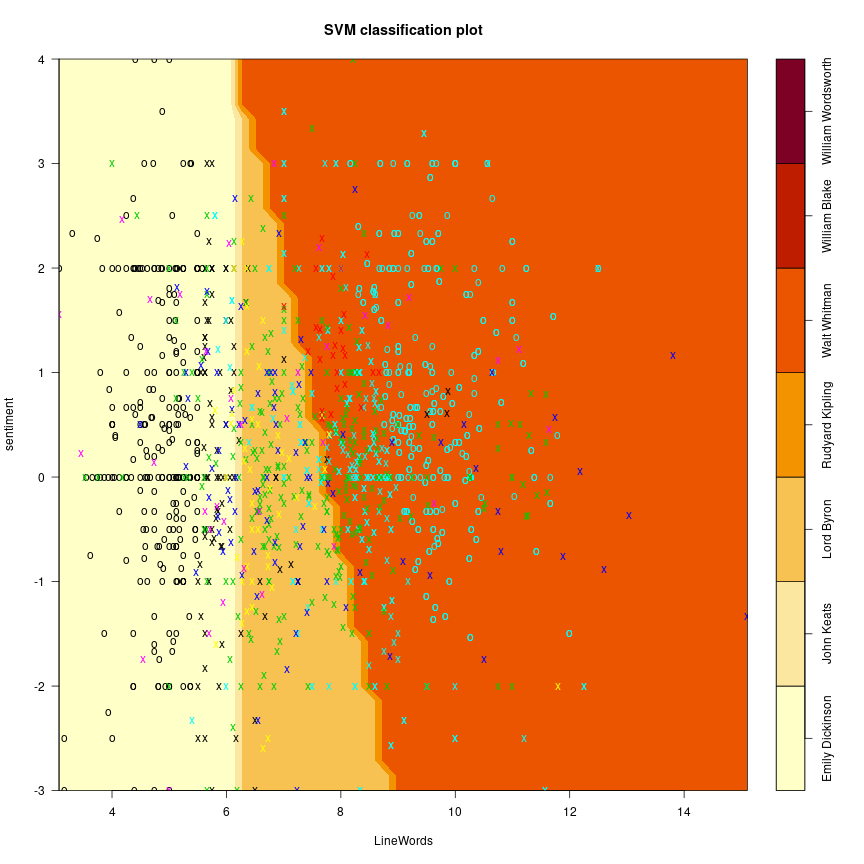 SVM classification plot
4
3
2
1
0
-1
-2
-3
sentiment
4
6
8
10
12
14
LineWords
William Wordsworth
William Blake
Walt Whitman
Rudyard Kipling
Lord Byron
John Keats
Emily Dickinson